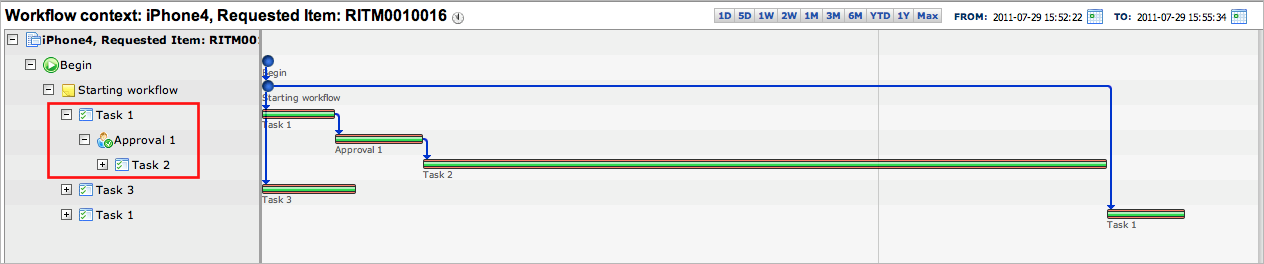 Workflow context: iPhone4, Requested Item: RITM0010016
1D 5D 1W 2W 1M 3M 6M YTD 1Y Max FROM: 2011-07-29 15:52:22 TO: 2011-07-29 15:55:34
iPhone4, Requested Item: RITM001
Begin
Begin
Starting workflow
Starting workflow
Task 1
Task 1
Approval 1
Approval 1
Task 2
Task 2
Task 3
Task 3
Task 1
Task 1